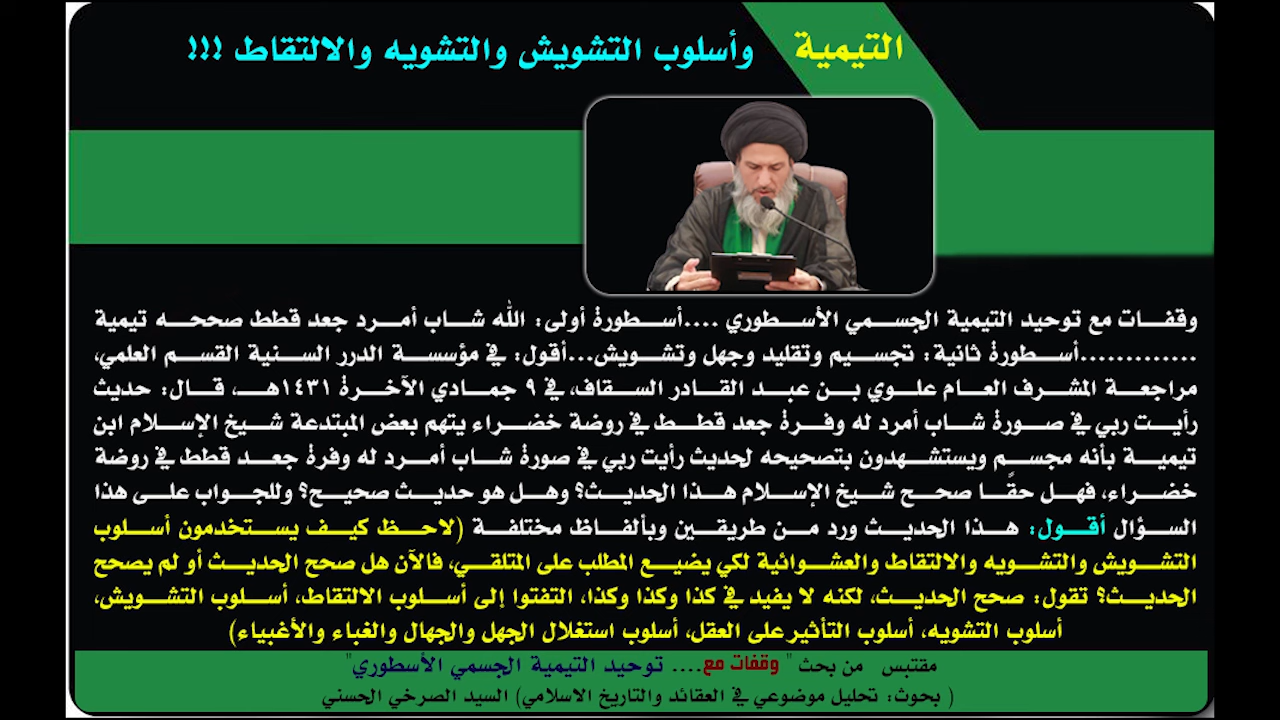 التيمية وأسلوب التشويش والتشويه والالتقاط !!!
وقفات مع توحيد التيمية الجسمي الأسطوري ....أسطورة أولى: الله شاب أمرد جعد قطط صححه تيمية
.............أسطورة ثانية: تجسيم وتقليد وجهل وتشويش...أقول: في مؤسسة الدرر السنية القسم العلمي،
مراجعة المشرف العام علوي بن عبد القادر السقاف، في ٩ جمادي الآخرة ١٤٣١هـ، قال: حديث
رأيت ربي في صورة شاب أمرد له وفرة جعد قطط في روضة خضراء يتهم بعض المبتدعة شيخ الإسلام ابن
تيمية بأنه مجسم ويستشهدون بتصحيحه لحديث رأيت ربي في صورة شاب أمرد له وفرة جعد قطط في روضة
خضراء، فهل حقًا صحح شيخ الإسلام هذا الحديث؟ وهل هو حديث صحيح؟ وللجواب على هذا
السؤال أقول: هذا الحديث ورد من طريقين وبألفاظ مختلفة (لاحظ كيف يستخدمون أسلوب
التشويش والتشويه والالتقاط والعشوائية لكي يضيع المطلب على المتلقي، فالآن هل صحح الحديث أو لم يصحح
الحديث؟ تقول: صحح الحديث، لكنه لا يفيد في كذا وكذا وكذا، التفتوا إلى أسلوب الالتقاط، أسلوب التشويش،
أسلوب التشويه، أسلوب التأثير على العقل، أسلوب استغلال الجهل والجهال والغباء والأغبياء)
مقتبس من بحث " وقفات مع.... توحيد التيمية الجسمي الأسطوري"
( بحوث: تحليل موضوعي في العقائد والتاريخ الاسلامي) السيد الصرخي الحسني